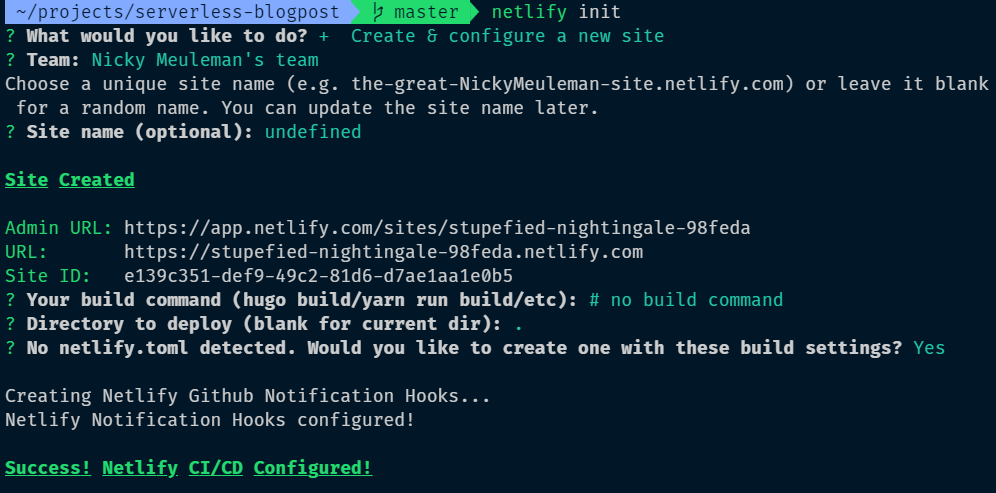 ~/projects/serverless-blogpost master netlify init
? What would you like to do? + Create & configure a new site
? Team: Nicky Meuleman's team
Choose a unique site name (e.g. the-great-NickyMeuleman-site.netlify.com) or leave it blank
for a random name. You can update the site name later.
? Site name (optional): undefined
Site Created
Admin URL: https://app.netlify.com/sites/stupefied-nightingale-98feda
URL: https://stupefied-nightingale-98feda.netlify.com
Site ID: e139c351-def9-49c2-81d6-d7ae1aa1e0b5
? Your build command (hugo build/yarn run build/etc): # no build command
? Directory to deploy (blank for current dir): .
? No netlify.toml detected. Would you like to create one with these build settings? Yes
Creating Netlify Github Notification Hooks...
Netlify Notification Hooks configured!
Success! Netlify CI/CD Configured!